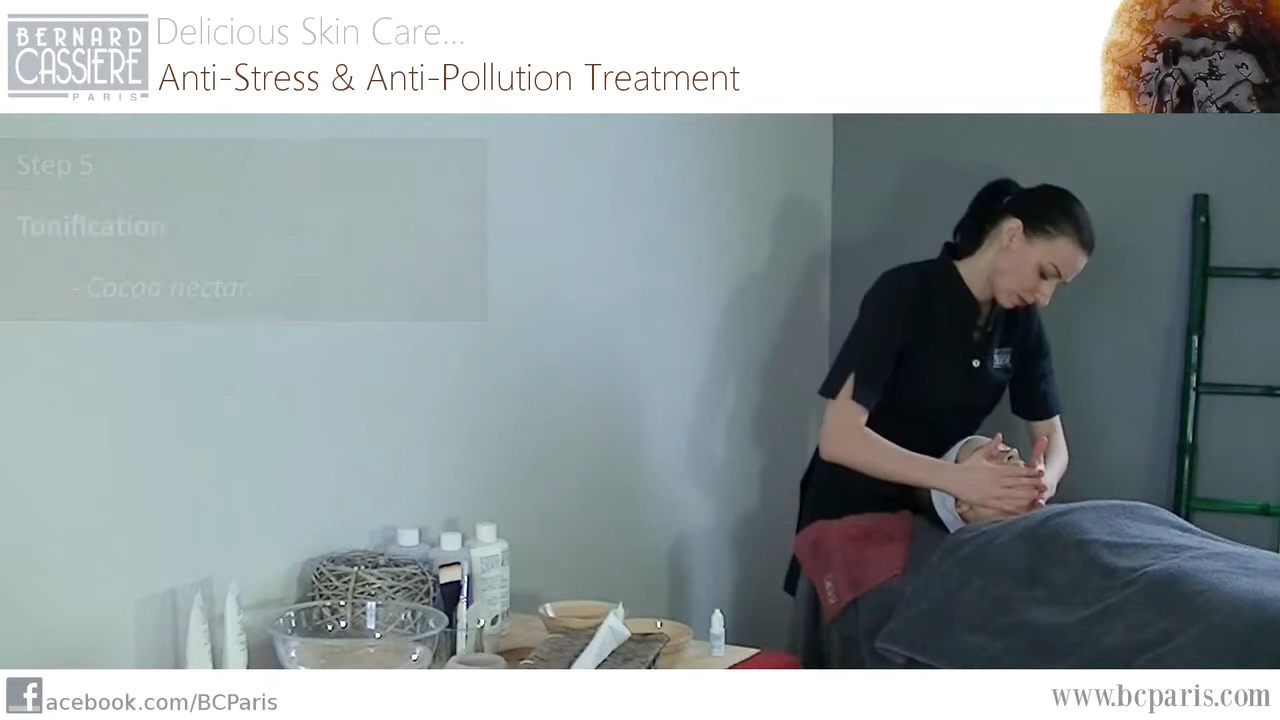 BERNARD
CASSIERE
PARIS
Delicious Skin Care...
Anti-Stress & Anti-Pollution Treatment
Step 5 :
Tonification
- Cocoa nectar.
facebook.com/BCParis
www.bcparis.com